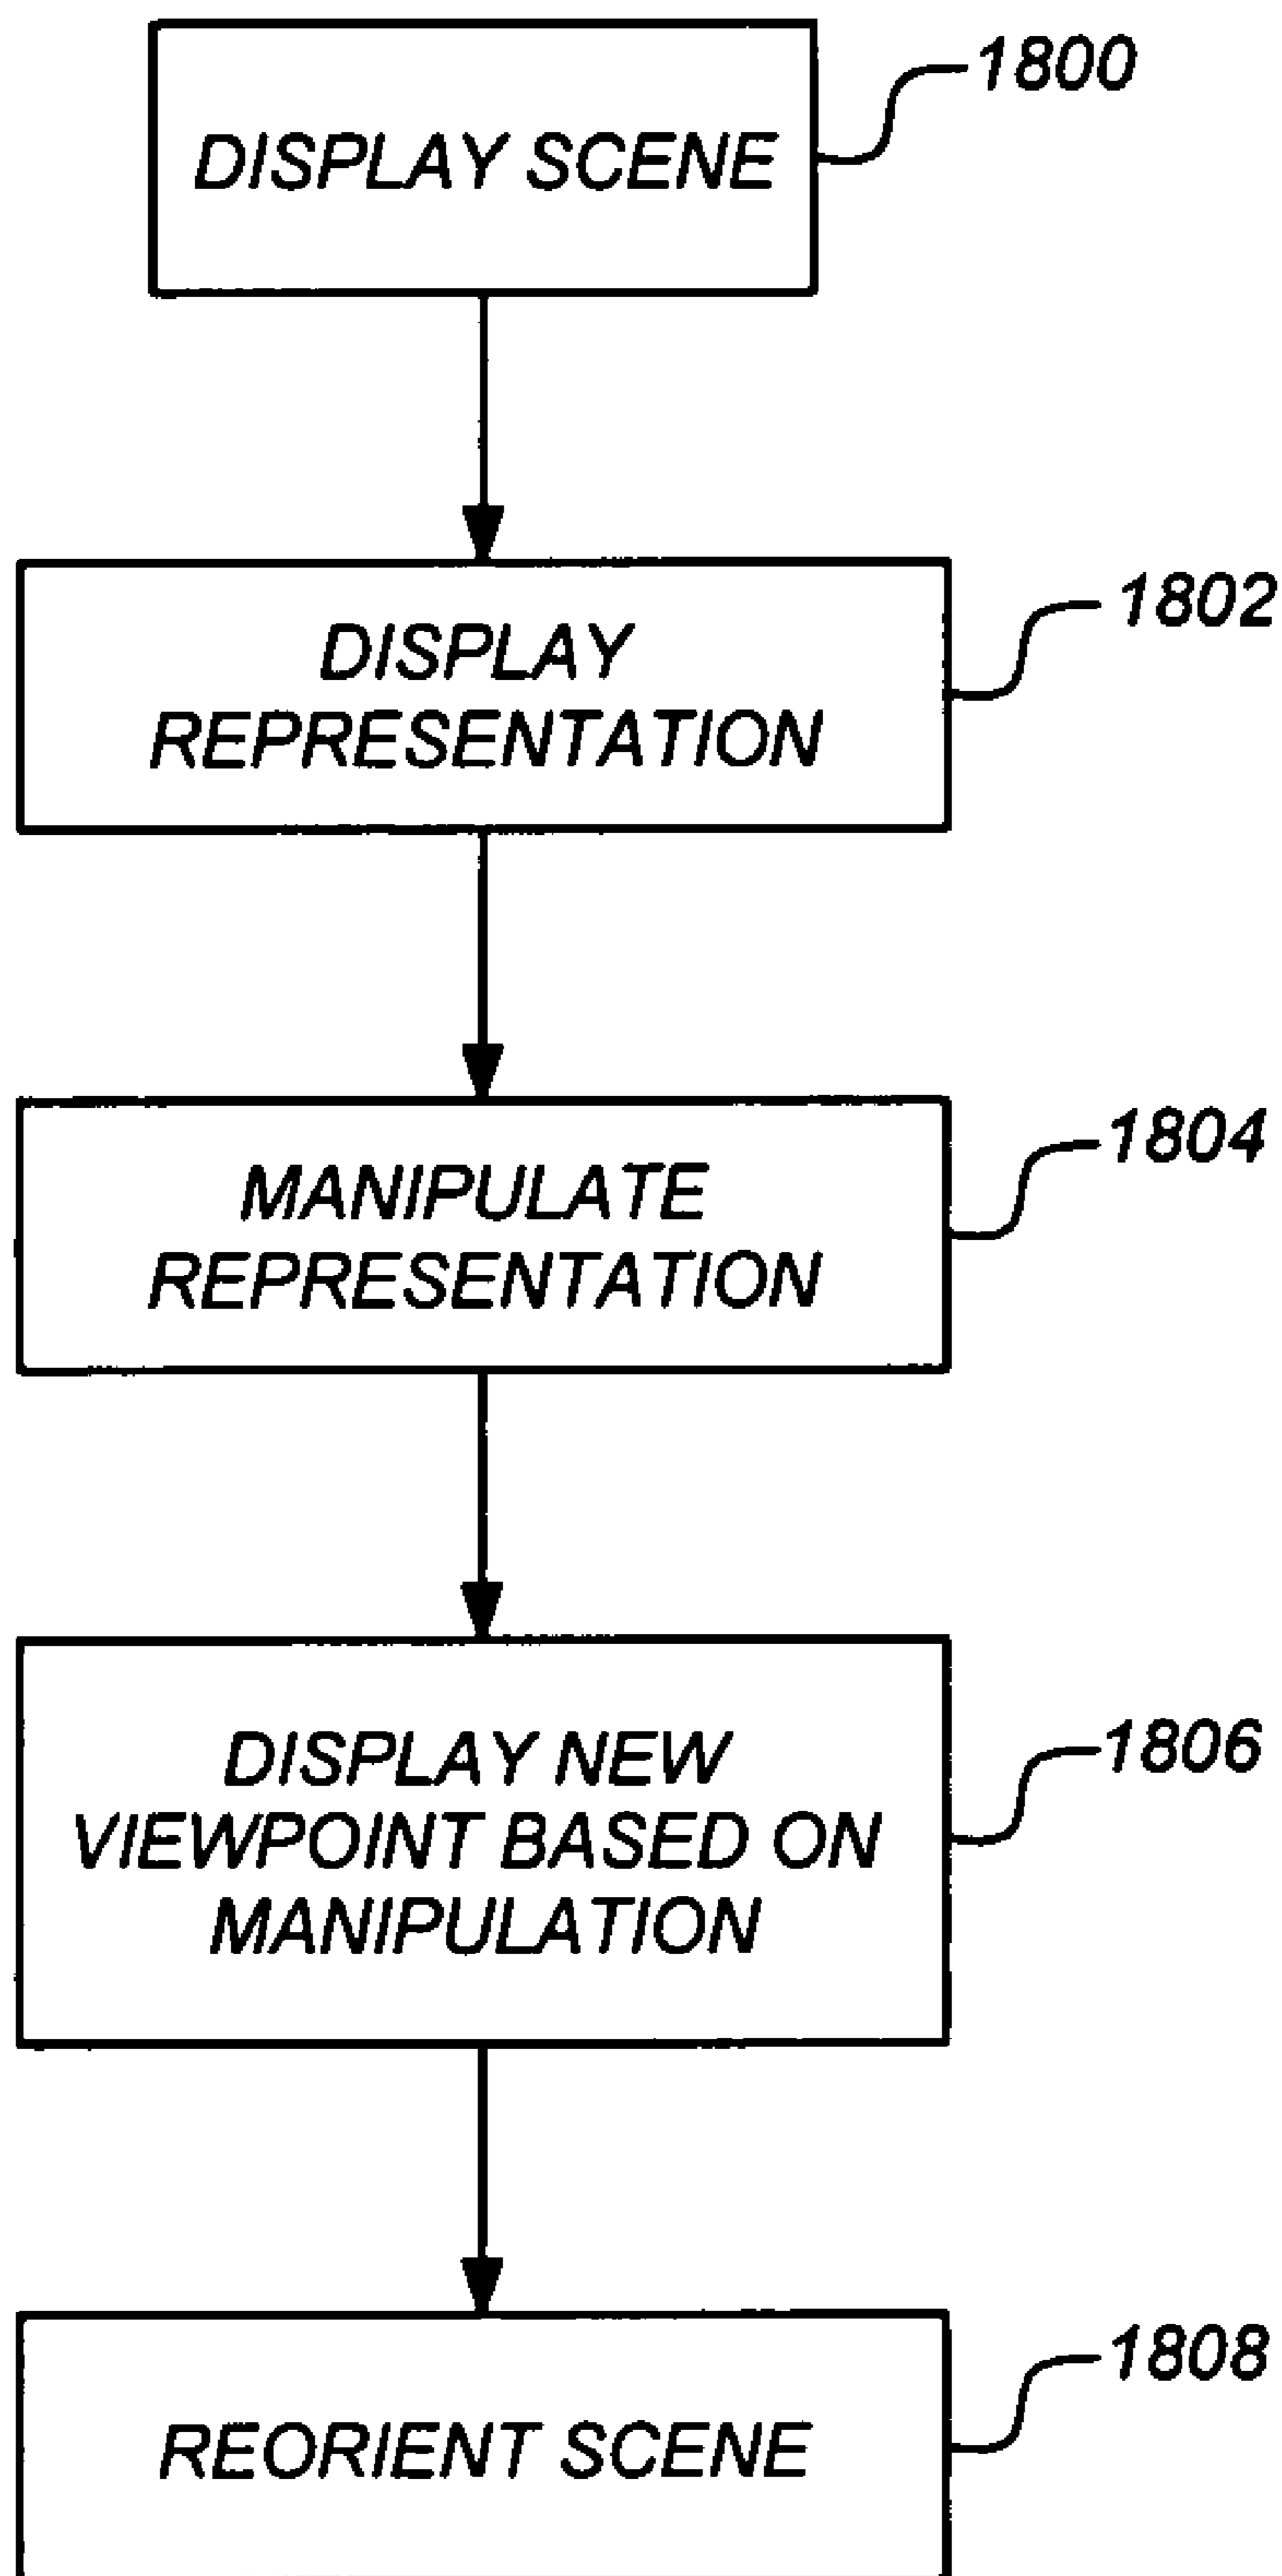 1800
DISPLAY SCENE
1802
DISPLAY
REPRESENTATION
1804
MANIPULATE
REPRESENTATION
1806
DISPLAY NEW
VIEWPOINT BASED ON
MANIPULATION
1808
REORIENT SCENE